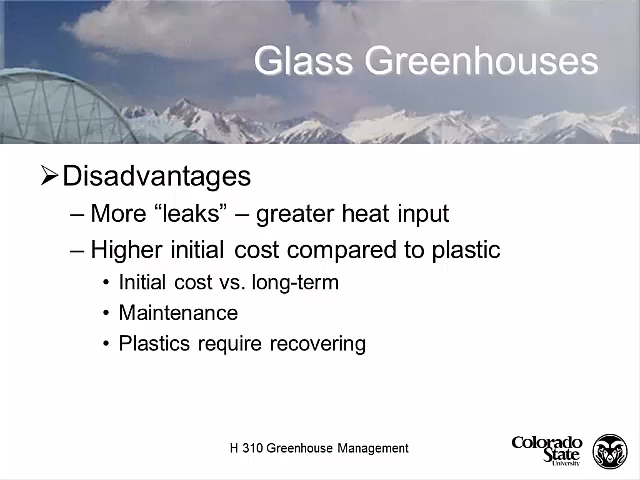 Glass Greenhouses
➢Disadvantages
– More “leaks” – greater heat input
– Higher initial cost compared to plastic
• Initial cost vs. long-term
• Maintenance
• Plastics require recovering
H 310 Greenhouse Management
Colorado
State
University